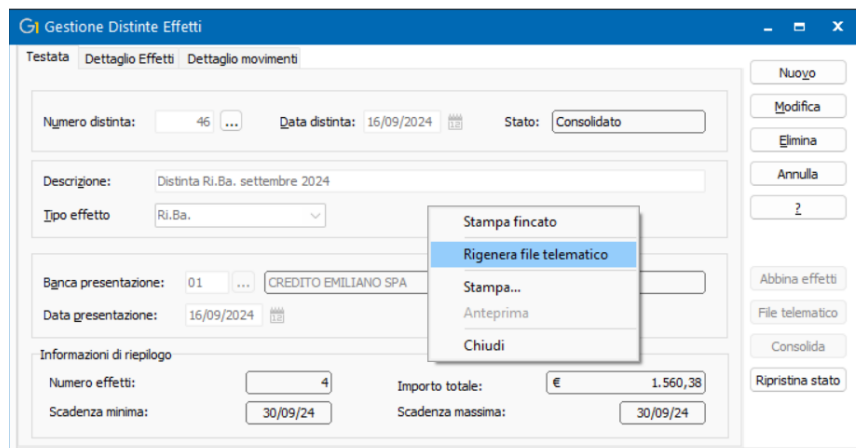 G1 Gestione Distinte Effetti
Testata Dettaglio Effetti Dettaglio movimenti
Nuovo
Modifica
Elimina
Annulla
?
Numero distinta: 46 ... Data distinta: 16/09/2024 12 Stato: Consolidato
Descrizione: Distinta Ri.Ba. settembre 2024
Tipo effetto Ri.Ba.
Stampa fincato
Rigenera file telematico
Stampa...
Anteprima
Chiudi
Banca presentazione: 01 ... CREDITO EMILIANO SPA
Data presentazione: 16/09/2024 12
Abbina effetti
File telematico
Consolida
Ripristina stato
Informazioni di riepilogo
Numero effetti: 4 Importo totale: € 1.560,38
Scadenza minima: 30/09/24 Scadenza massima: 30/09/24